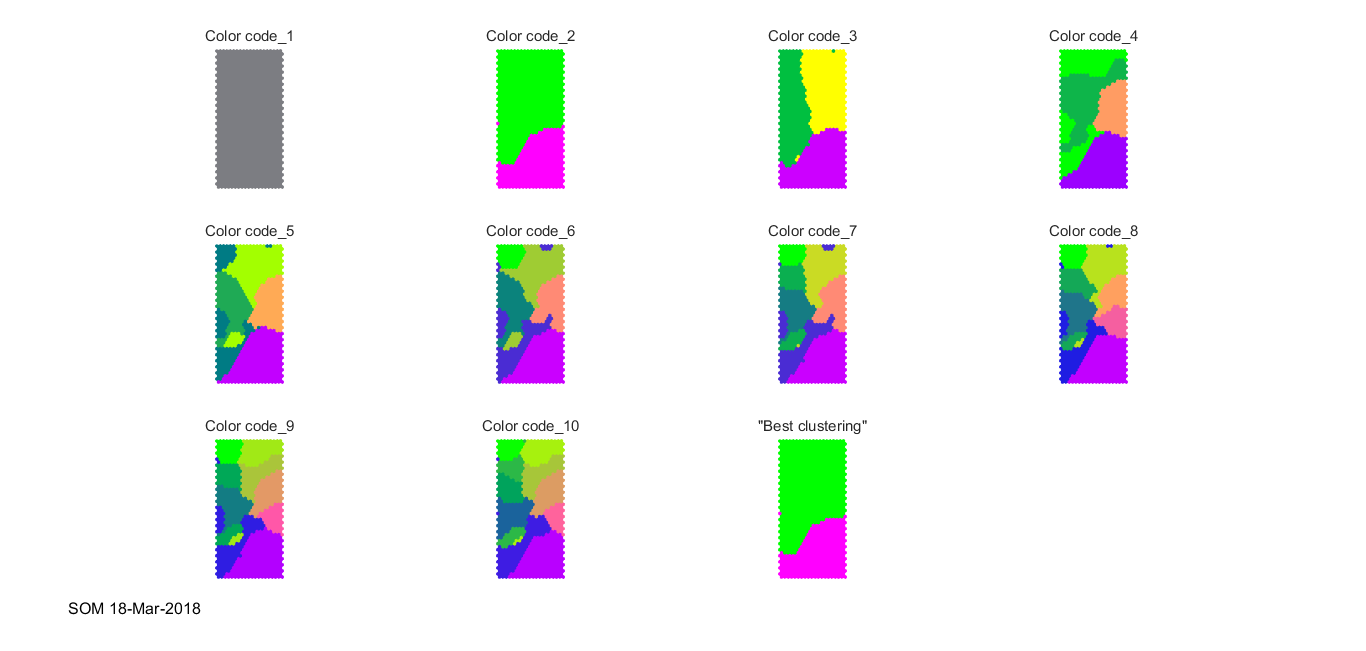 Color code_1
Color code_2
Color code_3
Color code_4
Color code_5
Color code_6
Color code_7
Color code_8
Color code_9
Color code_10
"Best clustering"
SOM 18-Mar-2018